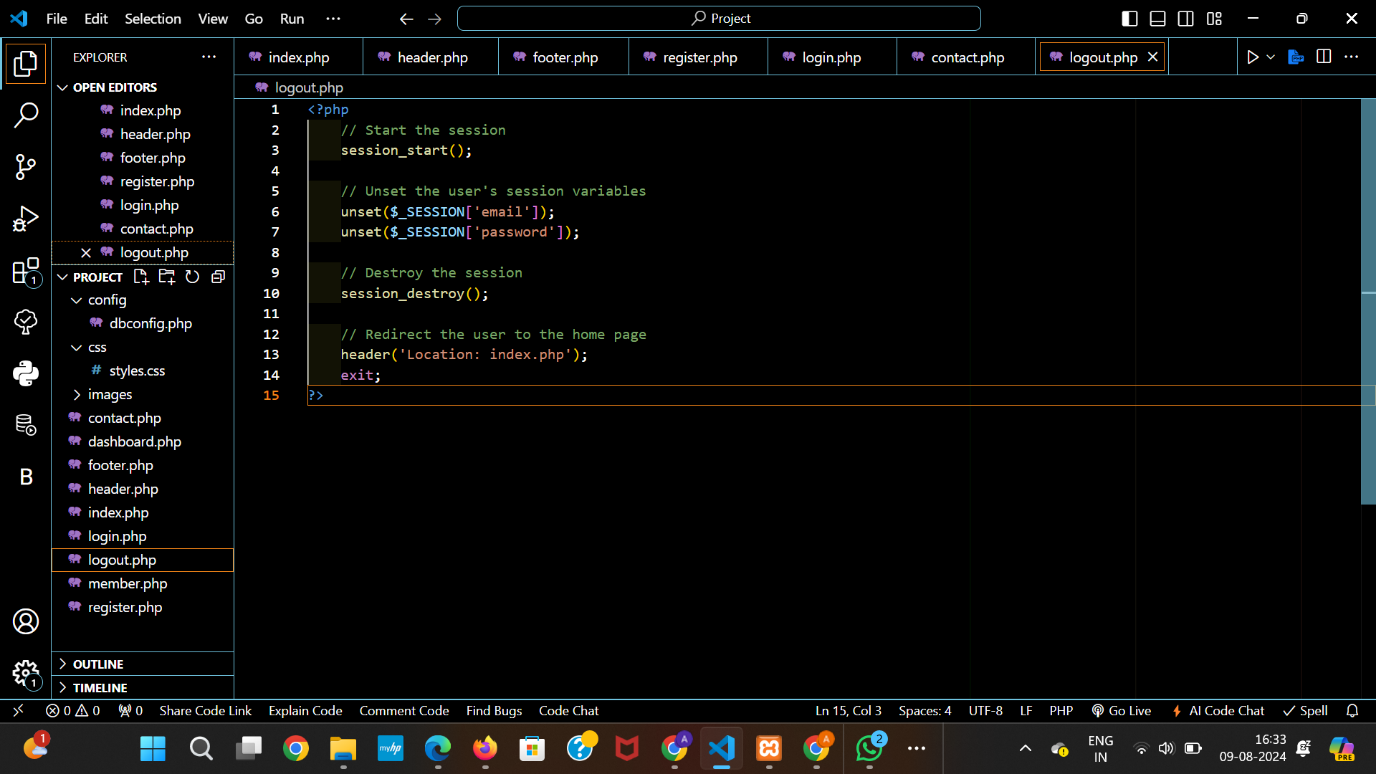 File Edit Selection View Go Run ··· Project
EXPLORER ···
index.php header.php footer.php register.php login.php contact.php logout.php
OPEN EDITORS
index.php
header.php
footer.php
register.php
login.php
contact.php
logout.php
PROJECT
config
dbconfig.php
css
# styles.css
images
contact.php
dashboard.php
footer.php
header.php
index.php
login.php
logout.php
member.php
register.php
OUTLINE
TIMELINE
1
B
1
logout.php
1 <?php
2 // Start the session
3 session_start();
4
5 // Unset the user's session variables
6 unset($_SESSION['email']);
7 unset($_SESSION['password']);
8
9 // Destroy the session
10 session_destroy();
11
12 // Redirect the user to the home page
13 header('Location: index.php');
14 exit;
15 ?>
0 0 0 Share Code Link Explain Code Comment Code Find Bugs Code Chat Ln 15, Col 3 Spaces: 4 UTF-8 LF PHP Go Live AI Code Chat Spell
1 myhp A A 2 ··· ENG 16:33 PRE
IN 09-08-2024